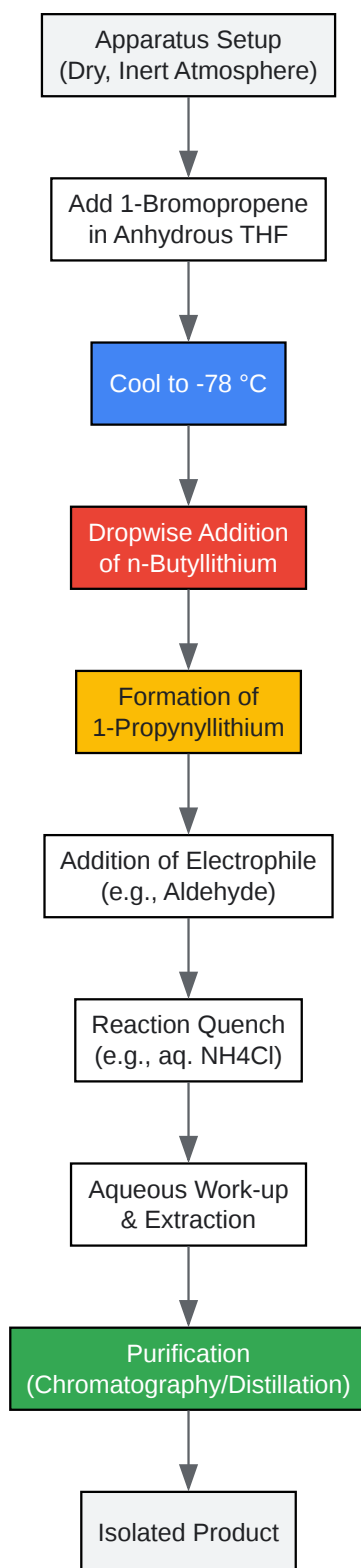 Apparatus Setup
(Dry, Inert Atmosphere)
Add 1-Bromopropene
in Anhydrous THF
Cool to -78 °C
Dropwise Addition
of n-Butyllithium
Formation of
1-Propynyllithium
Addition of Electrophile
(e.g., Aldehyde)
Reaction Quench
(e.g., aq. NH4Cl)
Aqueous Work-up
& Extraction
Purification
(Chromatography/Distillation)
Isolated Product